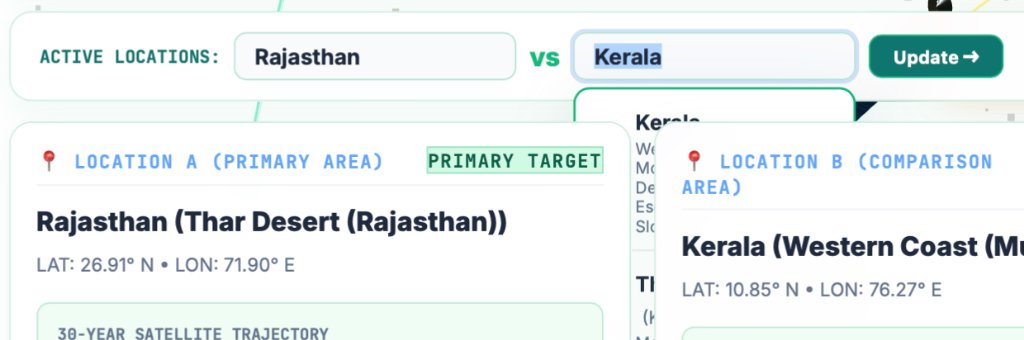 ACTIVE LOCATIONS: Rajasthan vs Kerala Update →
Kerala
📍 LOCATION A (PRIMARY AREA) PRIMARY TARGET
Rajasthan (Thar Desert (Rajasthan))
LAT: 26.91° N • LON: 71.90° E
30-YEAR SATELLITE TRAJECTORY
📍 LOCATION B (COMPARISON
AREA)
Kerala (Western Coast
LAT: 10.85° N • LON: 76.27° E